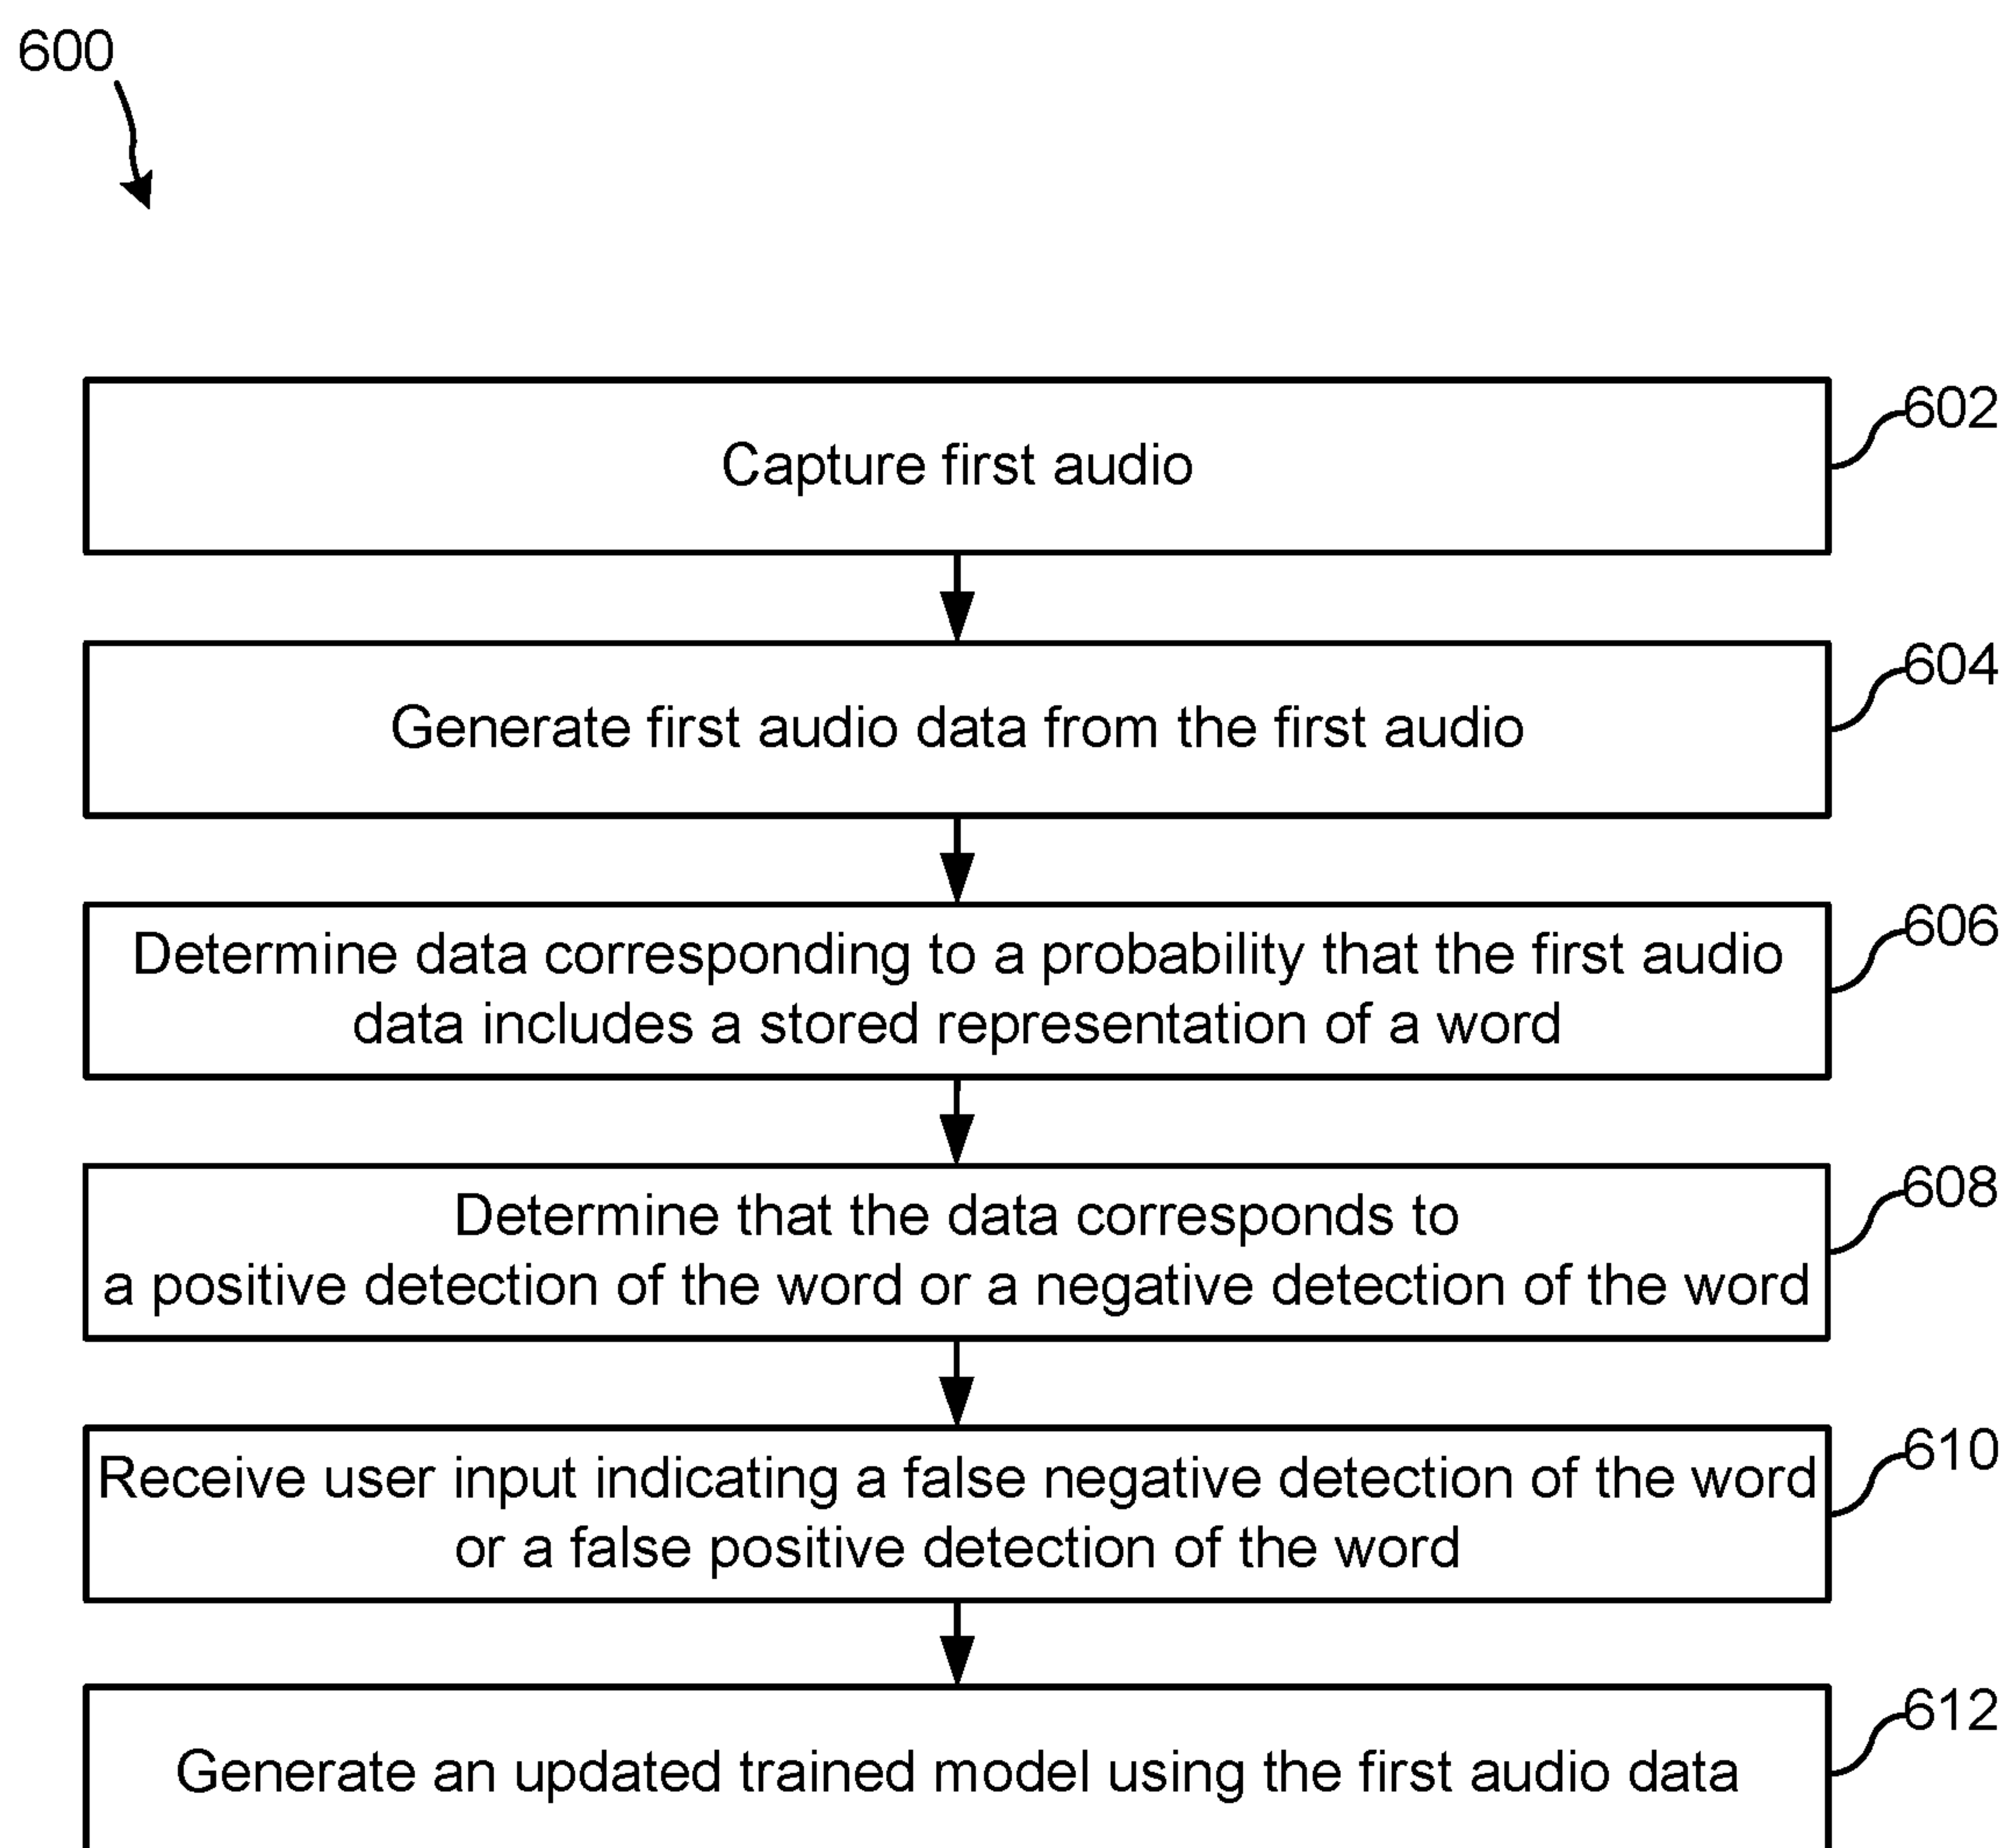 600
602
Capture first audio
604
Generate first audio data from the first audio
606
Determine data corresponding to a probability that the first audio
data includes a stored representation of a word
608
Determine that the data corresponds to
a positive detection of the word or a negative detection of the word
610
Receive user input indicating a false negative detection of the word
or a false positive detection of the word
612
Generate an updated trained model using the first audio data